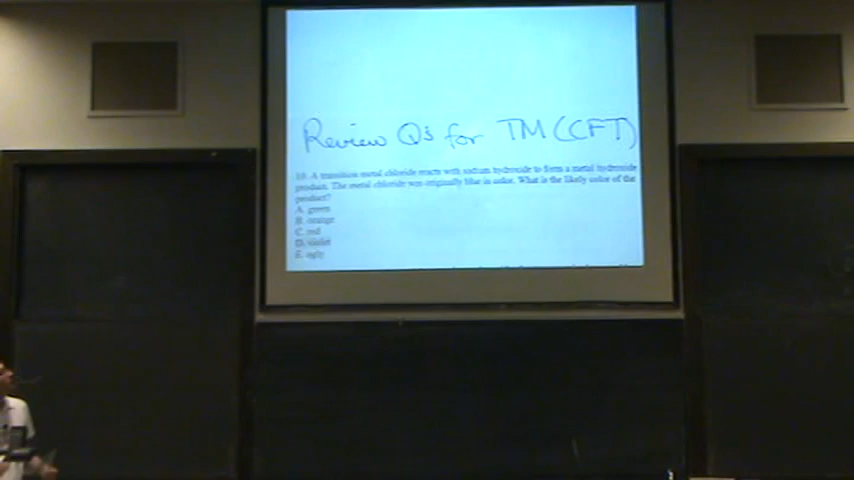 Review Qs for TM (CFT)
10. A transition metal chloride reacts with sodium hydroxide to form a metal hydroxide
product. The metal chloride was originally blue in color. What is the likely color of the
product?
A. green
B. orange
C. red
D. violet
E. ugly